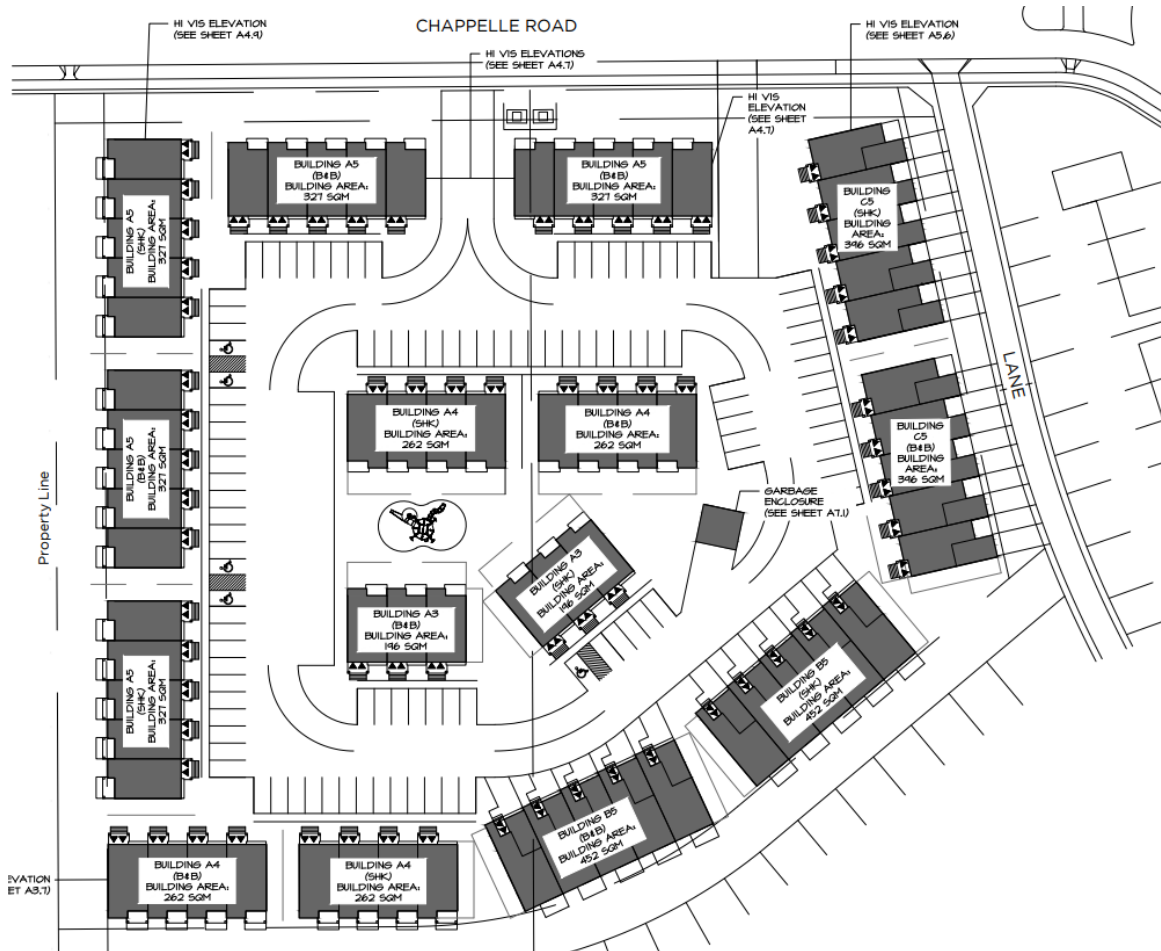 CHAPPELLE ROAD
HI VIS ELEVATION
(SEE SHEET A4.9)
HI VIS ELEVATIONS
(SEE SHEET A4.7)
HI VIS ELEVATION
(SEE SHEET A5.6)
HI VIS
ELEVATION
(SEE SHEET
A4.7)
BUILDING A5
(SHK)
BUILDING AREA:
327 SQM
BUILDING A5
(B&B)
BUILDING AREA:
327 SQM
BUILDING A5
(B&B)
BUILDING AREA:
327 SQM
BUILDING
C5
(SHK)
BUILDING
AREA:
396 SQM
LANE
BUILDING A5
(B&B)
BUILDING AREA:
327 SQM
BUILDING A4
(SHK)
BUILDING AREA:
262 SQM
BUILDING A4
(B&B)
BUILDING AREA:
262 SQM
BUILDING
C5
(B&B)
BUILDING
AREA:
396 SQM
Property Line
GARBAGE
ENCLOSURE
(SEE SHEET A7.1)
BUILDING A3
(SHK)
BUILDING AREA:
196 SQM
BUILDING A3
(B&B)
BUILDING AREA:
196 SQM
BUILDING A5
(SHK)
BUILDING AREA:
327 SQM
BUILDING B5
(SHK)
BUILDING AREA:
452 SQM
BUILDING B5
(B&B)
BUILDING AREA:
452 SQM
EVATION
ET A3.7)
BUILDING A4
(B&B)
BUILDING AREA:
262 SQM
BUILDING A4
(SHK)
BUILDING AREA:
262 SQM